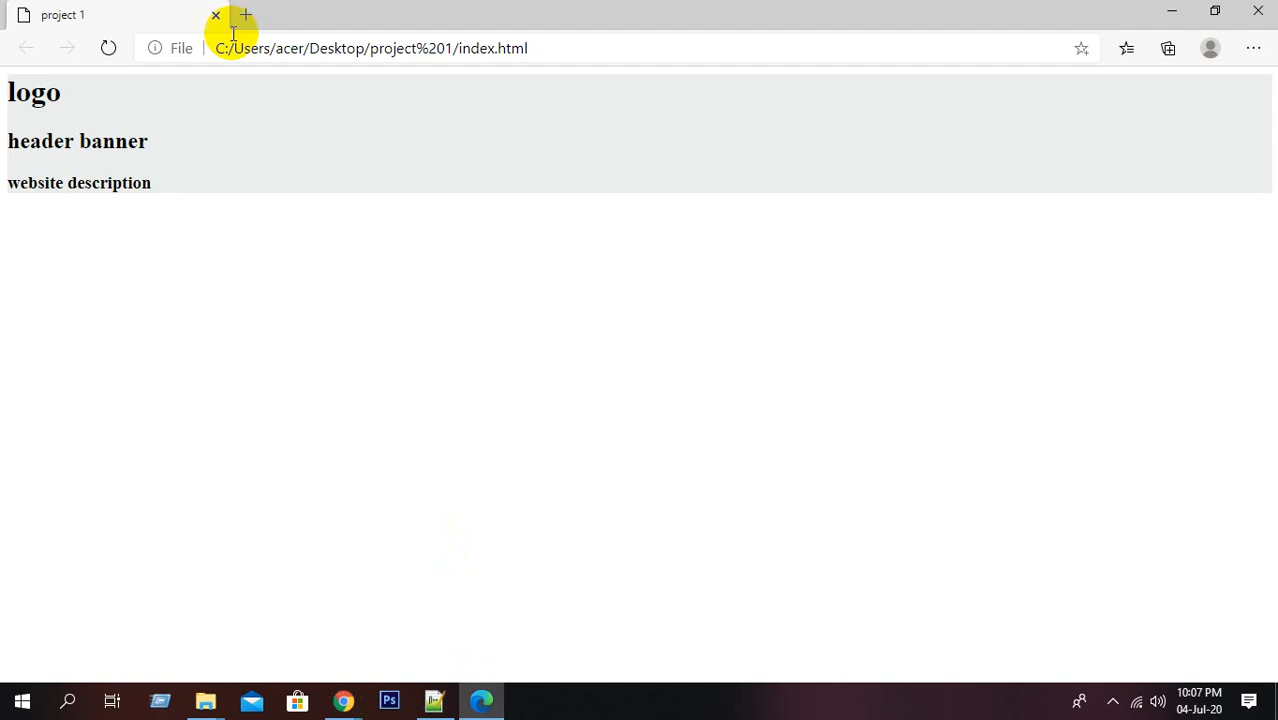 project 1
File
C:/Users/acer/Desktop/project%201/index.html
logo
header banner
website description
Ps
10:07 PM
04-Jul-20